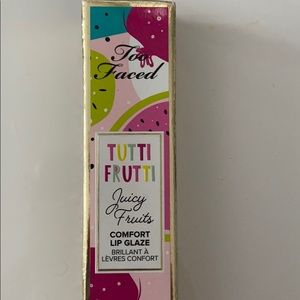 Too
Faced
TUTTI
FRUTTI
Juicy
Fruits
COMFORT
LIP GLAZE
BRILLANT À
LÈVRES CONFORT